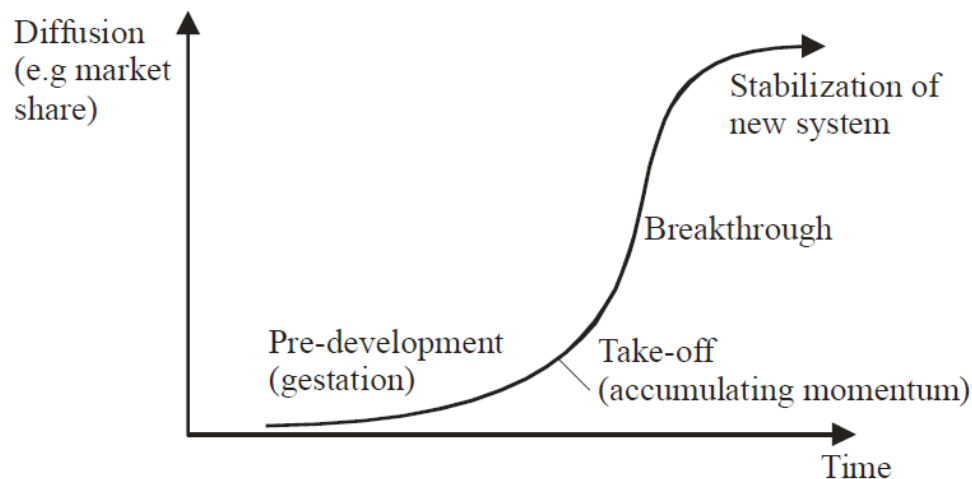 Diffusion
(e.g market
share)
Stabilization of
new system
Breakthrough
Pre-development
(gestation)
Take-off
(accumulating momentum)
Time